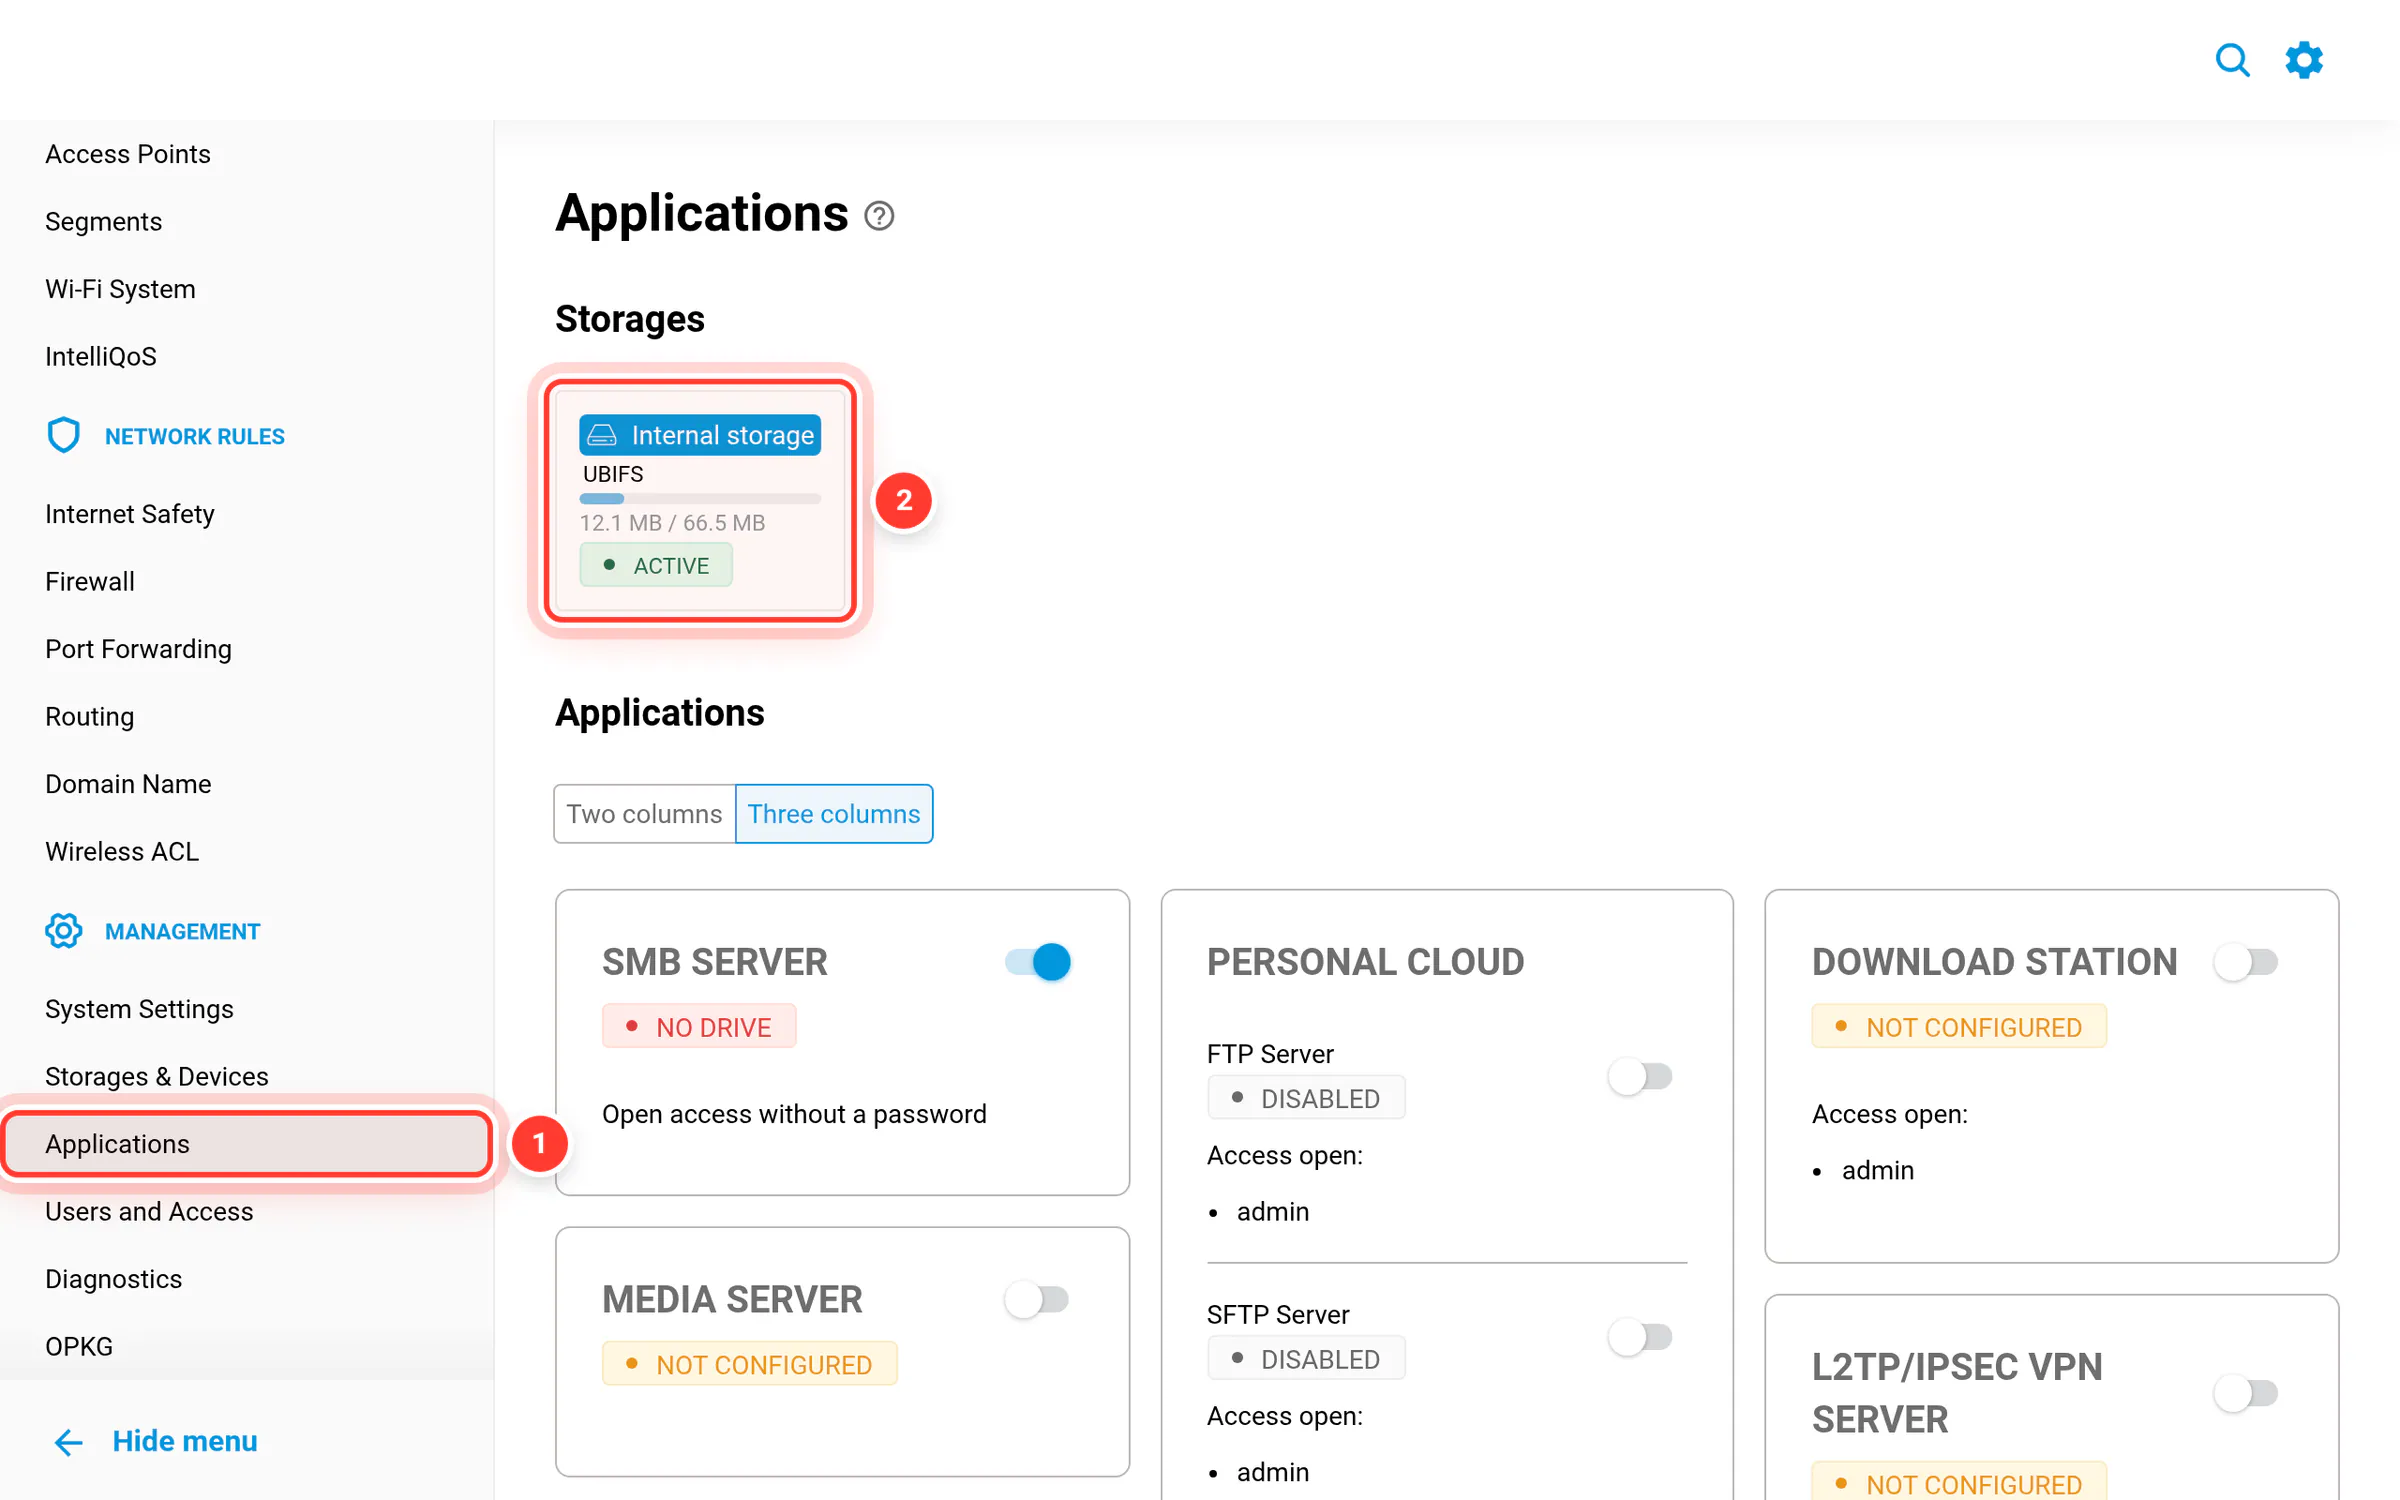 Access Points
Segments
Wi-Fi System
IntelliQoS
NETWORK RULES
Internet Safety
Firewall
Port Forwarding
Routing
Domain Name
Wireless ACL
MANAGEMENT
System Settings
Storages & Devices
Applications
1
Users and Access
Diagnostics
OPKG
Hide menu
Applications ?
Storages
Internal storage
UBIFS
12.1 MB / 66.5 MB
• ACTIVE
2
Applications
Two columns
Three columns
SMB SERVER
• NO DRIVE
Open access without a password
MEDIA SERVER
• NOT CONFIGURED
PERSONAL CLOUD
FTP Server
• DISABLED
Access open:
• admin
SFTP Server
• DISABLED
Access open:
• admin
DOWNLOAD STATION
• NOT CONFIGURED
Access open:
• admin
L2TP/IPSEC VPN
SERVER
• NOT CONFIGURED